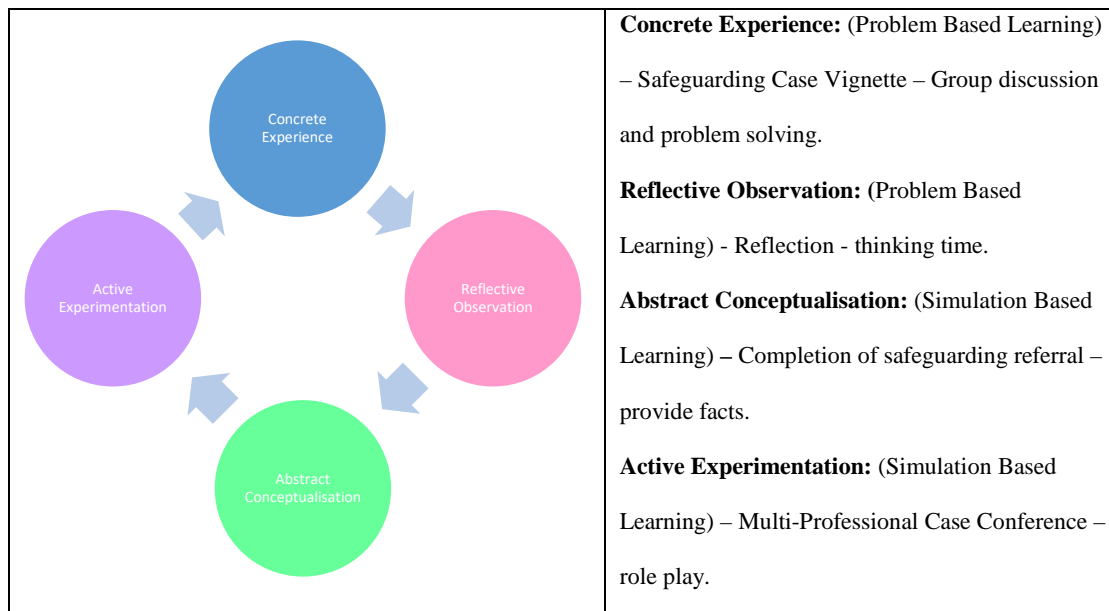 Concrete
Experience
Reflective
Observation
Abstract
Conceptualisation
Active
Experimentation
Concrete Experience: (Problem Based Learning)
– Safeguarding Case Vignette – Group discussion
and problem solving.
Reflective Observation: (Problem Based
Learning) - Reflection - thinking time.
Abstract Conceptualisation: (Simulation Based
Learning) – Completion of safeguarding referral –
provide facts.
Active Experimentation: (Simulation Based
Learning) – Multi-Professional Case Conference –
role play.